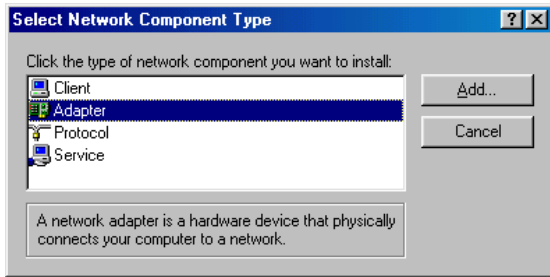 Select Network Component Type
Click the type of network component you want to install:
Client
Adapter
Protocol
Service
Add...
Cancel
A network adapter is a hardware device that physically
connects your computer to a network.